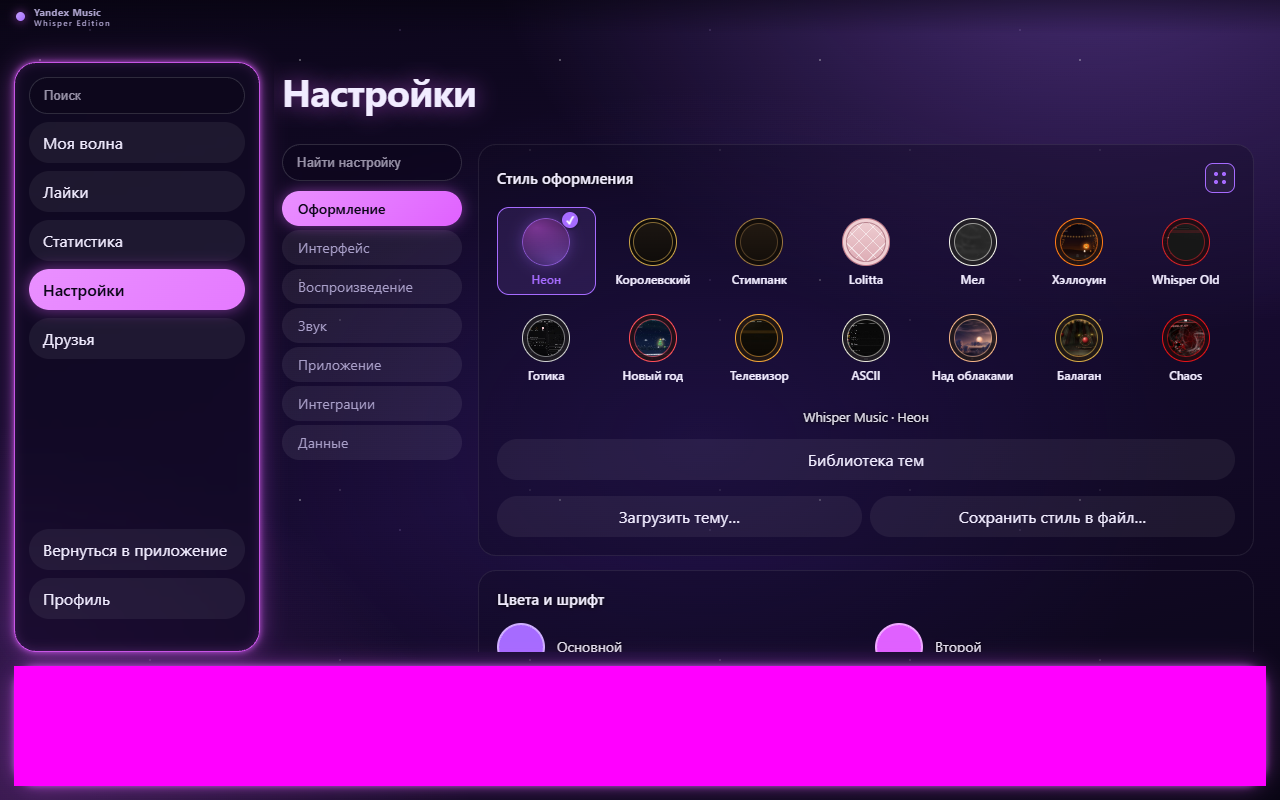 Yandex Music
Whisper Edition
Поиск
Моя волна
Лайки
Статистика
Настройки
Друзья
Вернуться в приложение
Профиль
Настройки
Найти настройку
Оформление
Интерфейс
Воспроизведение
Звук
Приложение
Интеграции
Данные
Стиль оформления
Неон
Королевский
Стимпанк
Lolitta
Мел
Хэллоуин
Whisper Old
Готика
Новый год
Телевизор
ASCII
Над облаками
Балаган
Chaos
Whisper Music · Неон
Библиотека тем
Загрузить тему...
Сохранить стиль в файл...
Цвета и шрифт
Основной
Второй